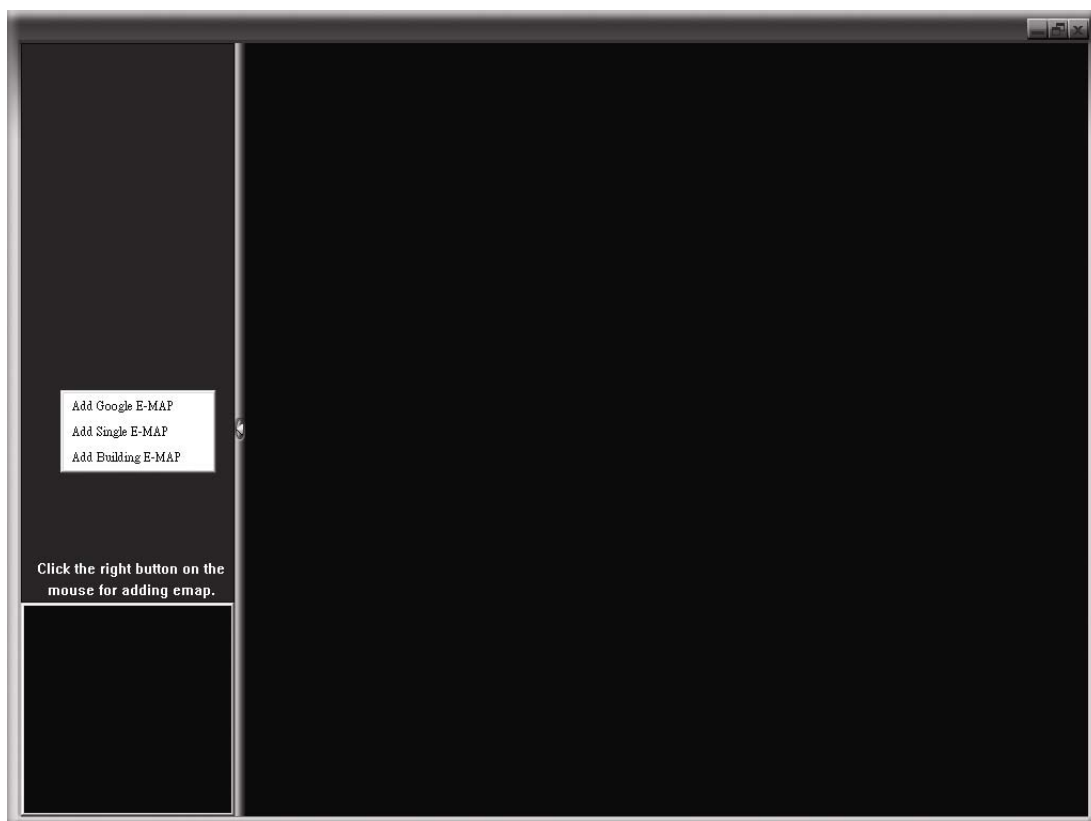 Add Google E-MAP
Add Single E-MAP
Add Building E-MAP
Click the right button on the
mouse for adding emap.